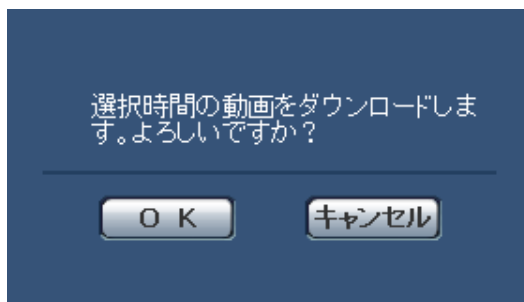 選択時間の動画をダウンロードしま
す。よろしいですか？
ＯＫ
キャンセル